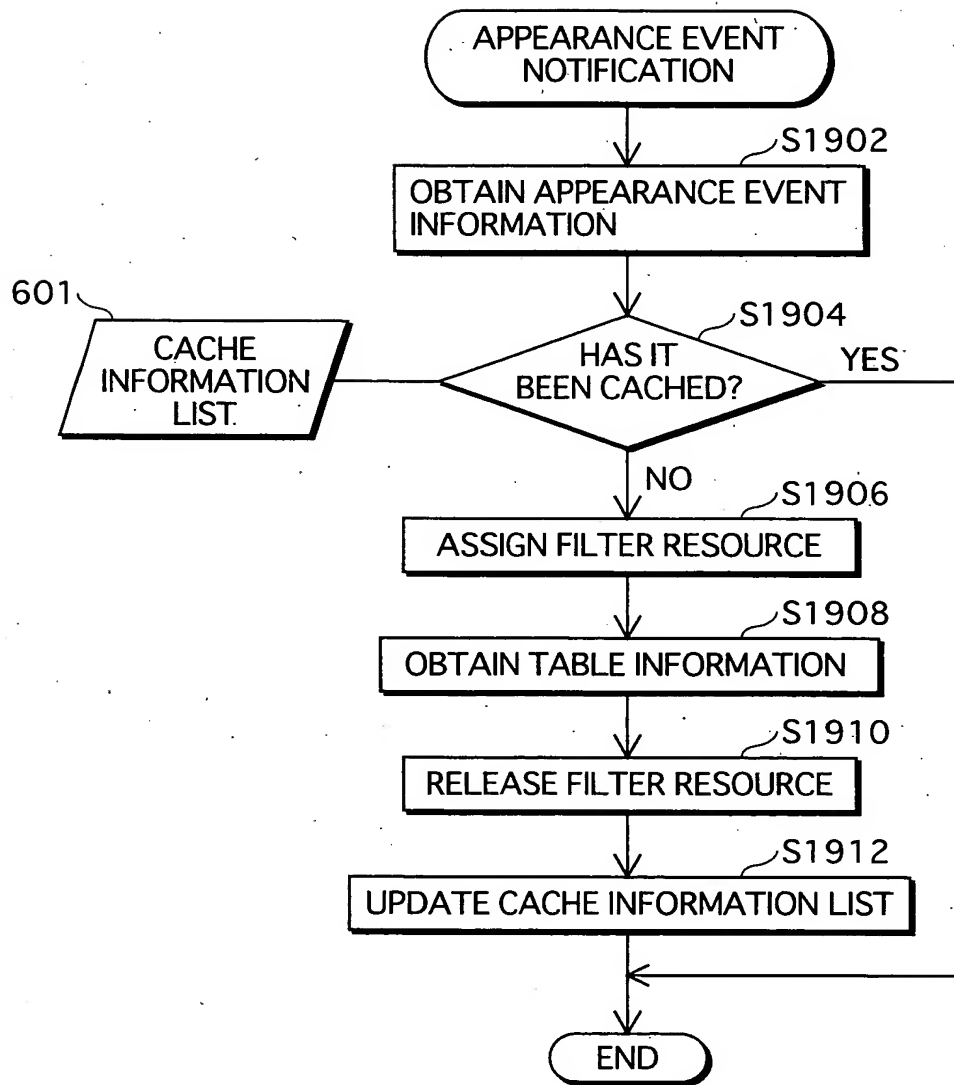 APPEARANCE EVENT
NOTIFICATION
S1902
OBTAIN APPEARANCE EVENT
INFORMATION
601
CACHE
INFORMATION
LIST.
S1904
HAS IT
BEEN CACHED?
YES
NO
S1906
ASSIGN FILTER RESOURCE
S1908
OBTAIN TABLE INFORMATION
S1910
RELEASE FILTER RESOURCE
S1912
UPDATE CACHE INFORMATION LIST
END